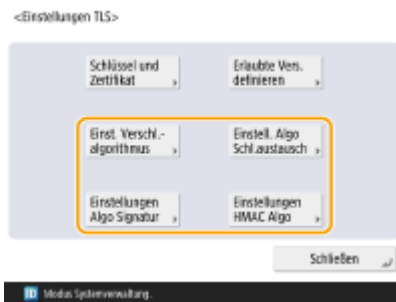 <Einstellungen TLS>
Schlüssel und
Zertifikat
Erlaubte Vers.
definieren
Einst. Verschl.-
algorithmus
Einstell. Algo
Schl.austausch
Einstellungen
Algo Signatur
Einstellungen
HMAC Algo
Schließen
ID Modus Systemverwaltung.